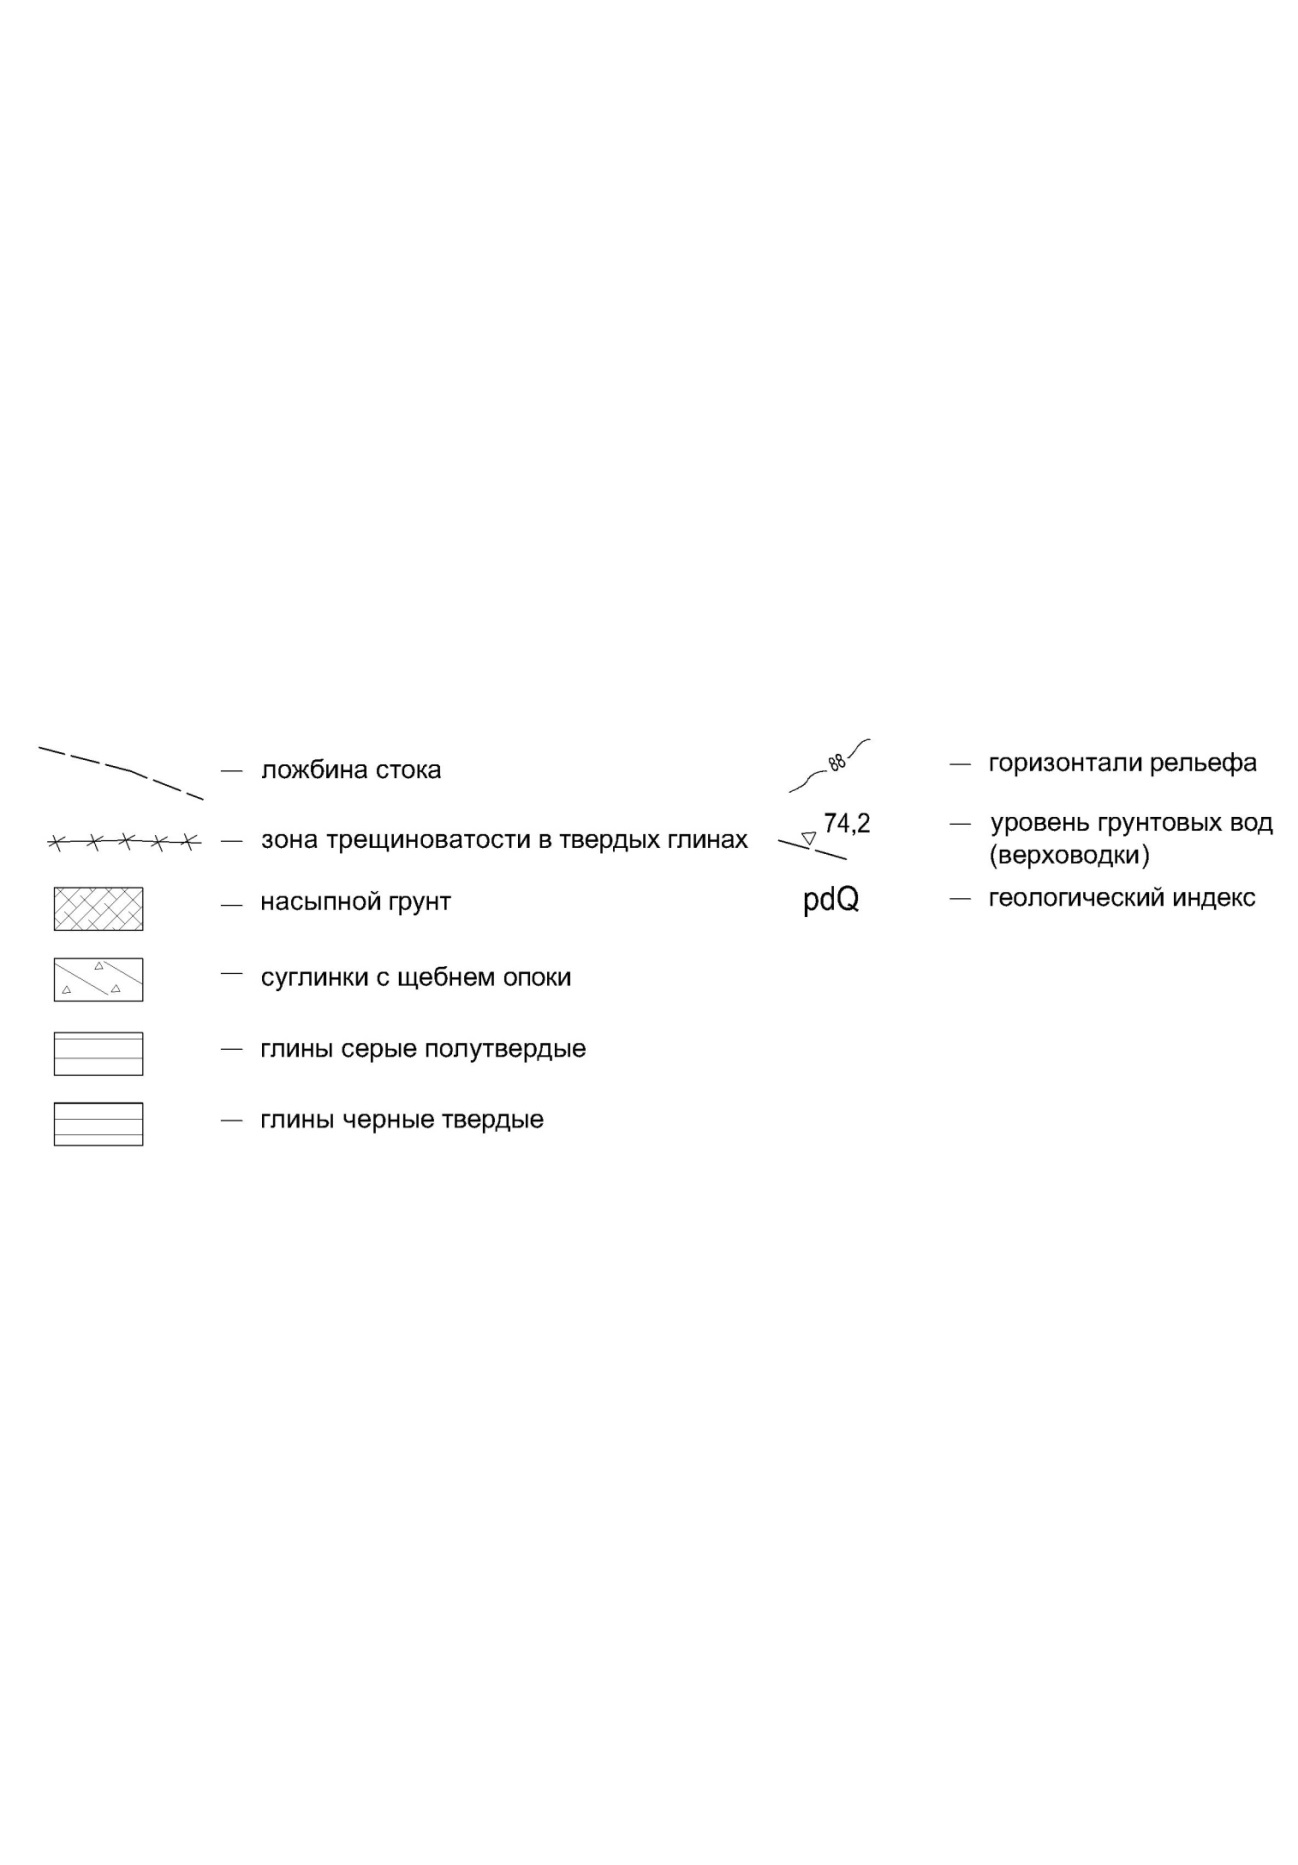 — ложбина стока
— зона трещиноватости в твердых глинах
— насыпной грунт
— суглинки с щебнем опоки
— глины серые полутвердые
— глины черные твердые
88 — горизонтали рельефа
74,2 — уровень грунтовых вод
(верховодки)
pdQ — геологический индекс